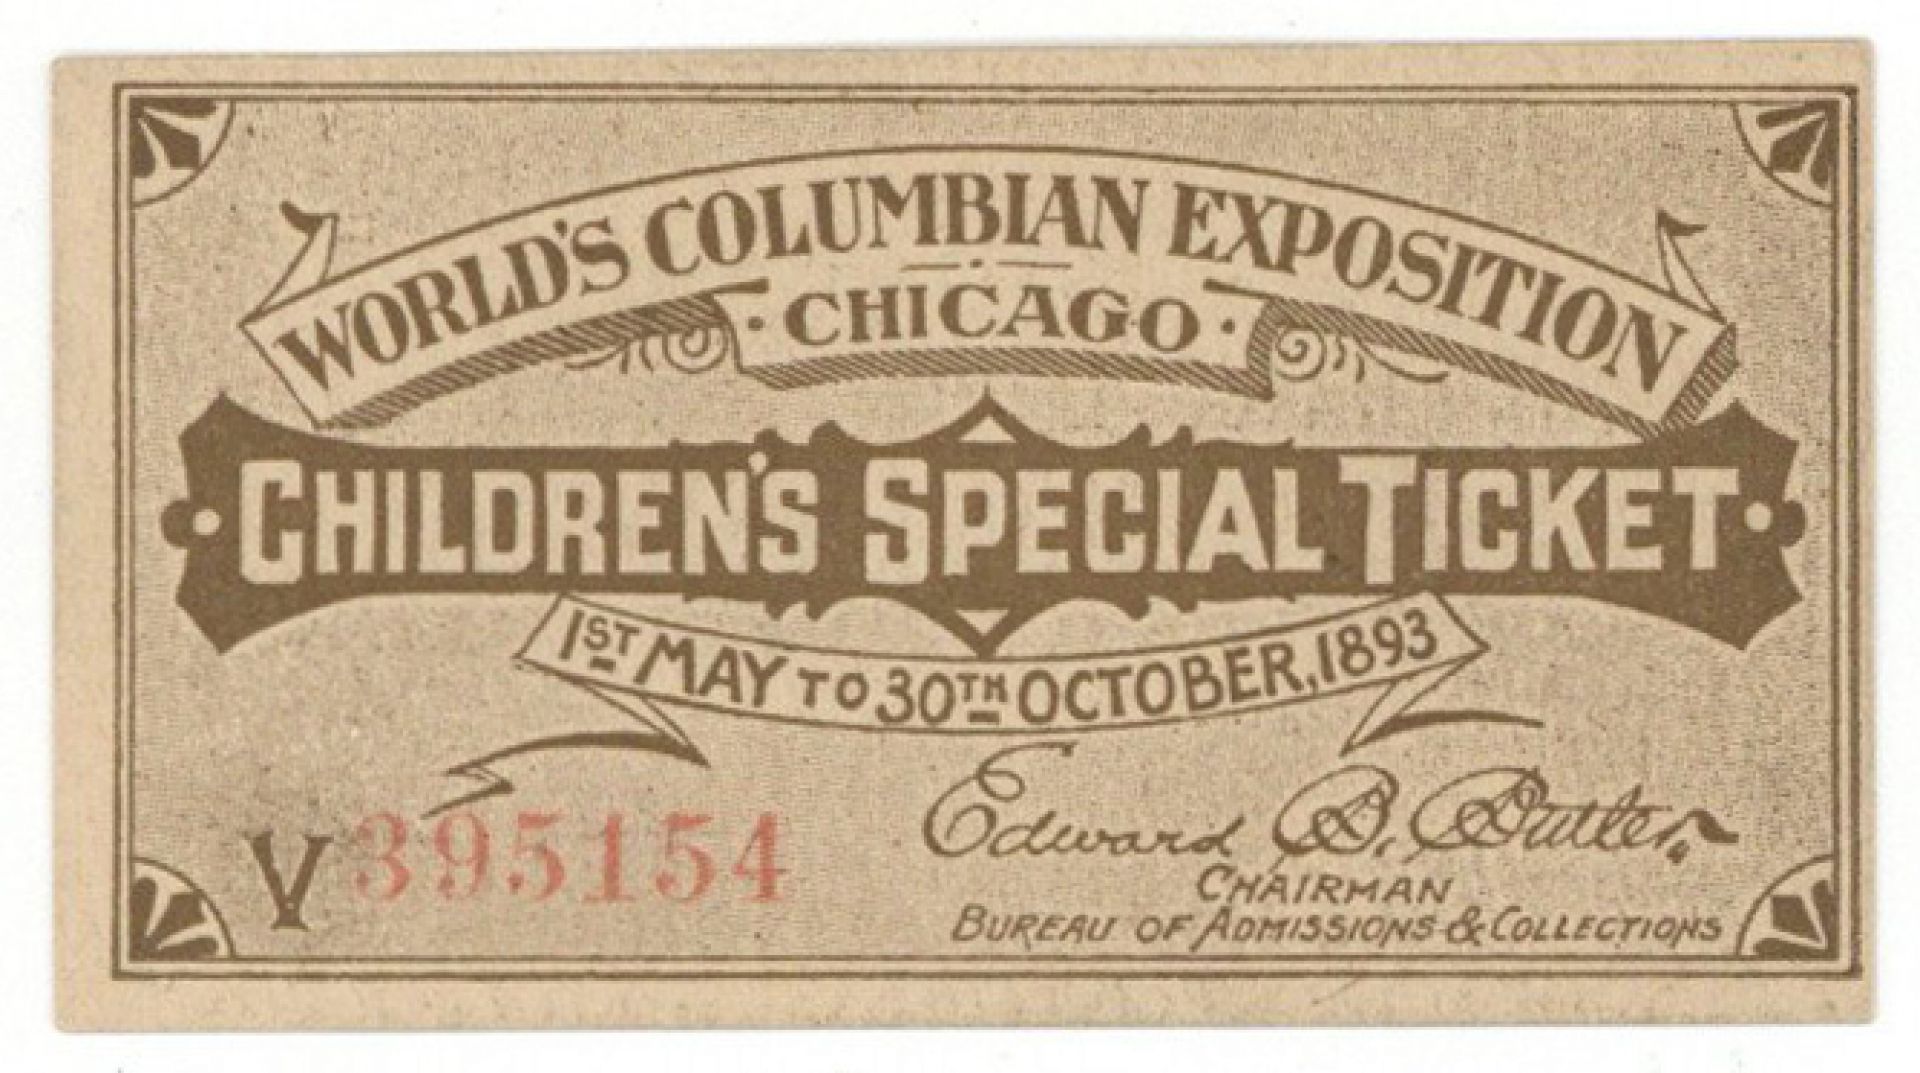 WORLD'S COLUMBIAN EXPOSITION
CHICAGO
CHILDREN'S SPECIAL TICKET
1ST MAY TO 30TH OCTOBER, 1893
V 395154
Edward B. Butler
CHAIRMAN
BUREAU OF ADMISSIONS & COLLECTIONS